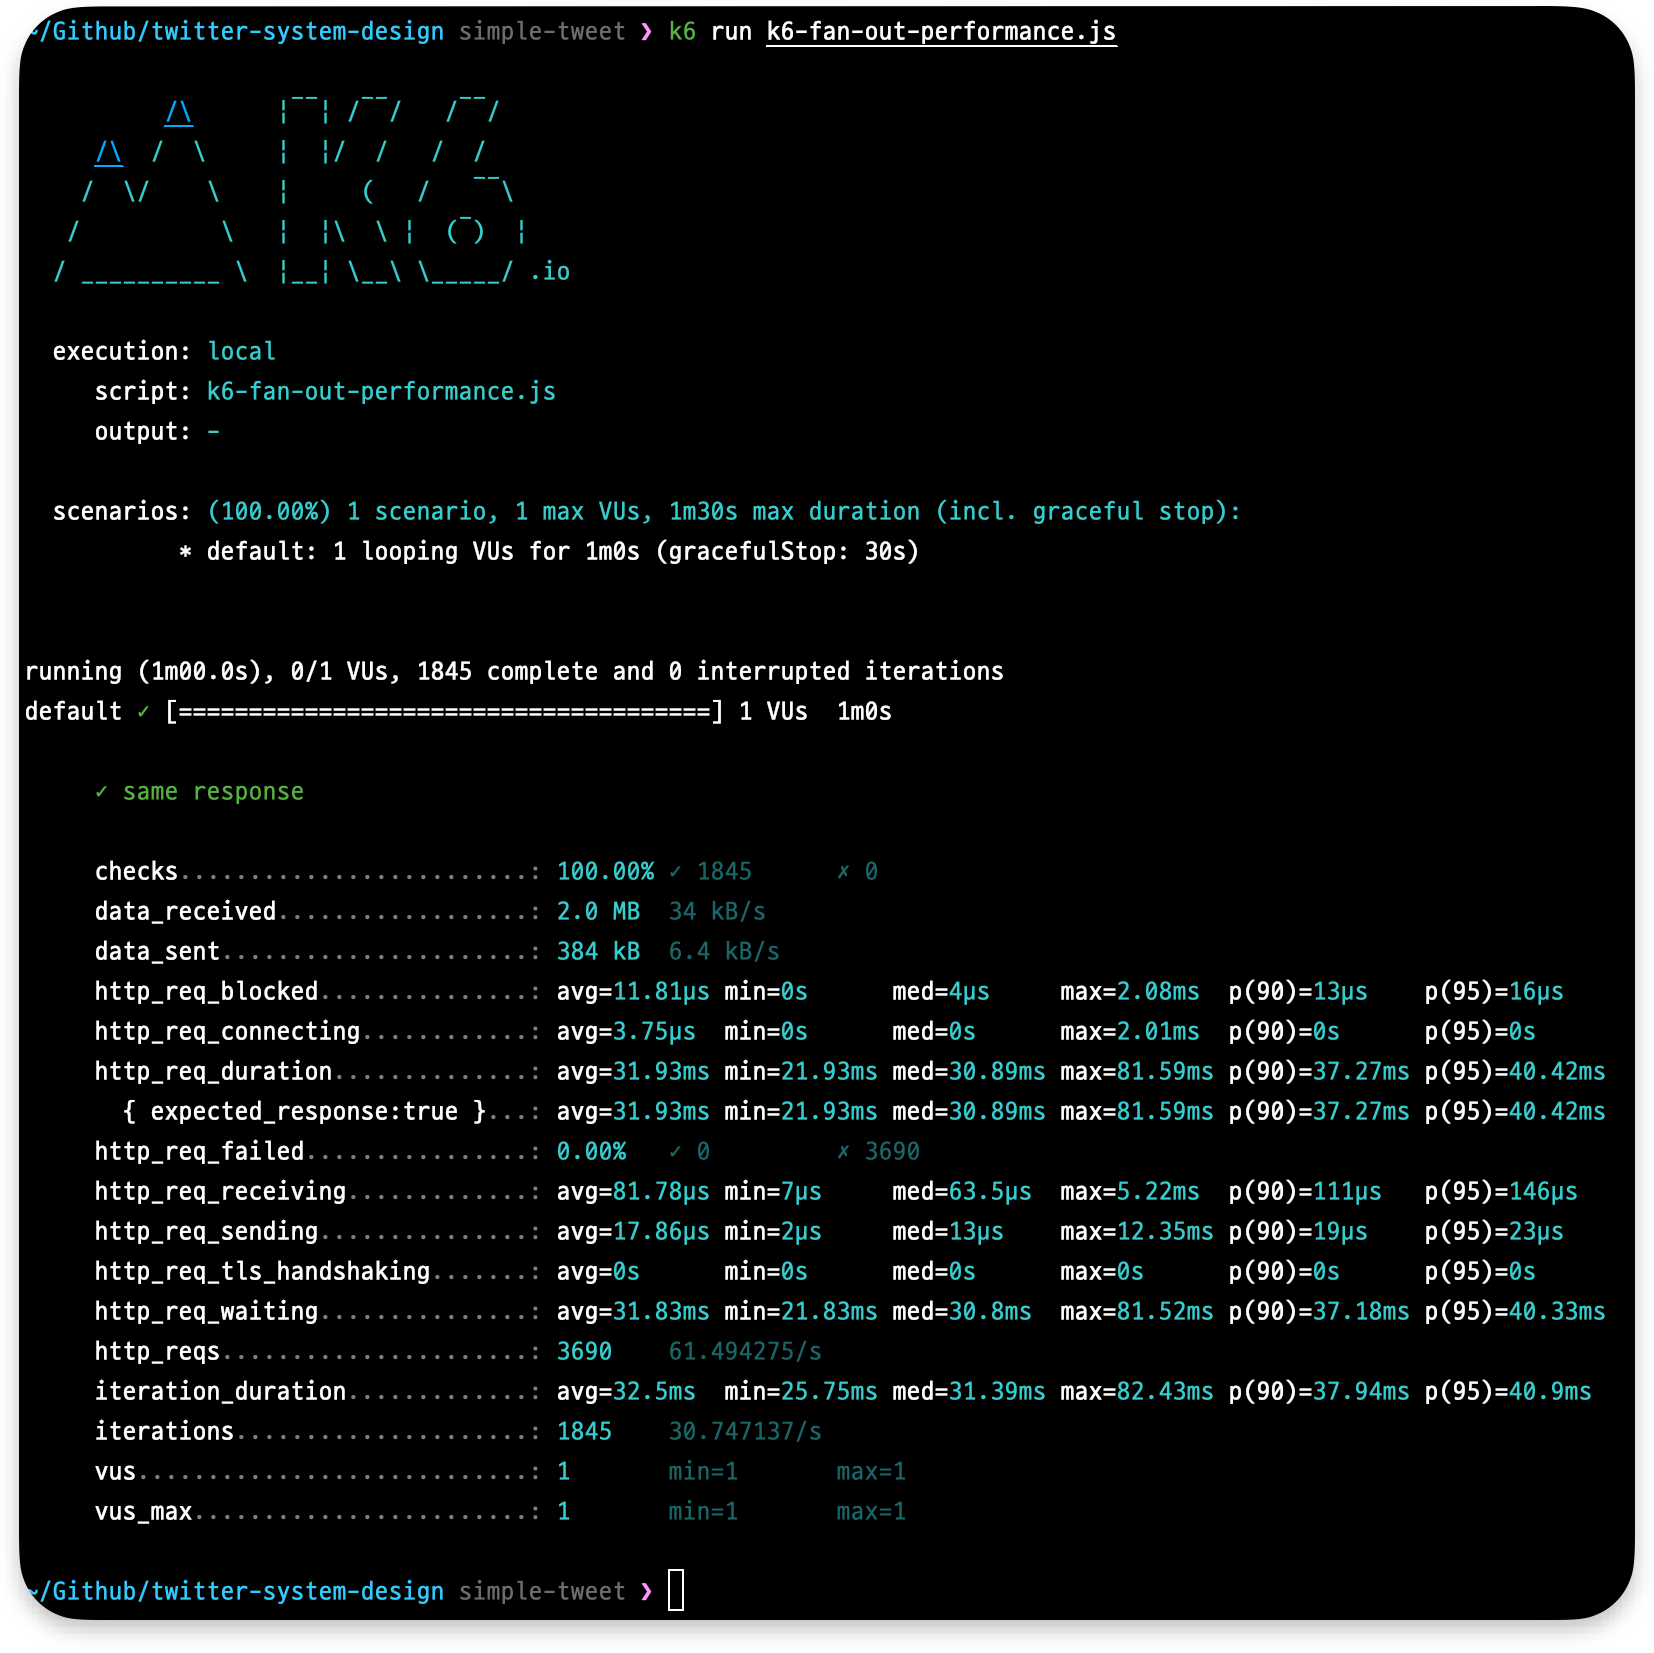 ~/Github/twitter-system-design simple-tweet ❯ k6 run k6-fan-out-performance.js
          /\      |‾‾| /‾‾/   /‾‾/
     /\  /  \     |  |/  /   /  /
    /  \/    \    |     (   /   ‾‾\
   /          \   |  |\  \ |  (‾)  |
  / __________ \  |__| \__\ \_____/ .io
execution: local
script: k6-fan-out-performance.js
output: -
scenarios: (100.00%) 1 scenario, 1 max VUs, 1m30s max duration (incl. graceful stop):
* default: 1 looping VUs for 1m0s (gracefulStop: 30s)
running (1m00.0s), 0/1 VUs, 1845 complete and 0 interrupted iterations
default ✓ [======================================] 1 VUs  1m0s
✓ same response
checks.........................: 100.00% ✓ 1845      ✗ 0
data_received..................: 2.0 MB  34 kB/s
data_sent......................: 384 kB  6.4 kB/s
http_req_blocked...............: avg=11.81µs min=0s      med=4µs     max=2.08ms  p(90)=13µs    p(95)=16µs
http_req_connecting............: avg=3.75µs  min=0s      med=0s      max=2.01ms  p(90)=0s      p(95)=0s
http_req_duration..............: avg=31.93ms min=21.93ms med=30.89ms max=81.59ms p(90)=37.27ms p(95)=40.42ms
{ expected_response:true }...: avg=31.93ms min=21.93ms med=30.89ms max=81.59ms p(90)=37.27ms p(95)=40.42ms
http_req_failed................: 0.00%   ✓ 0         ✗ 3690
http_req_receiving.............: avg=81.78µs min=7µs     med=63.5µs  max=5.22ms  p(90)=111µs   p(95)=146µs
http_req_sending...............: avg=17.86µs min=2µs     med=13µs    max=12.35ms p(90)=19µs    p(95)=23µs
http_req_tls_handshaking.......: avg=0s      min=0s      med=0s      max=0s      p(90)=0s      p(95)=0s
http_req_waiting...............: avg=31.83ms min=21.83ms med=30.8ms  max=81.52ms p(90)=37.18ms p(95)=40.33ms
http_reqs......................: 3690    61.494275/s
iteration_duration.............: avg=32.5ms  min=25.75ms med=31.39ms max=82.43ms p(90)=37.94ms p(95)=40.9ms
iterations.....................: 1845    30.747137/s
vus............................: 1       min=1       max=1
vus_max........................: 1       min=1       max=1
~/Github/twitter-system-design simple-tweet ❯